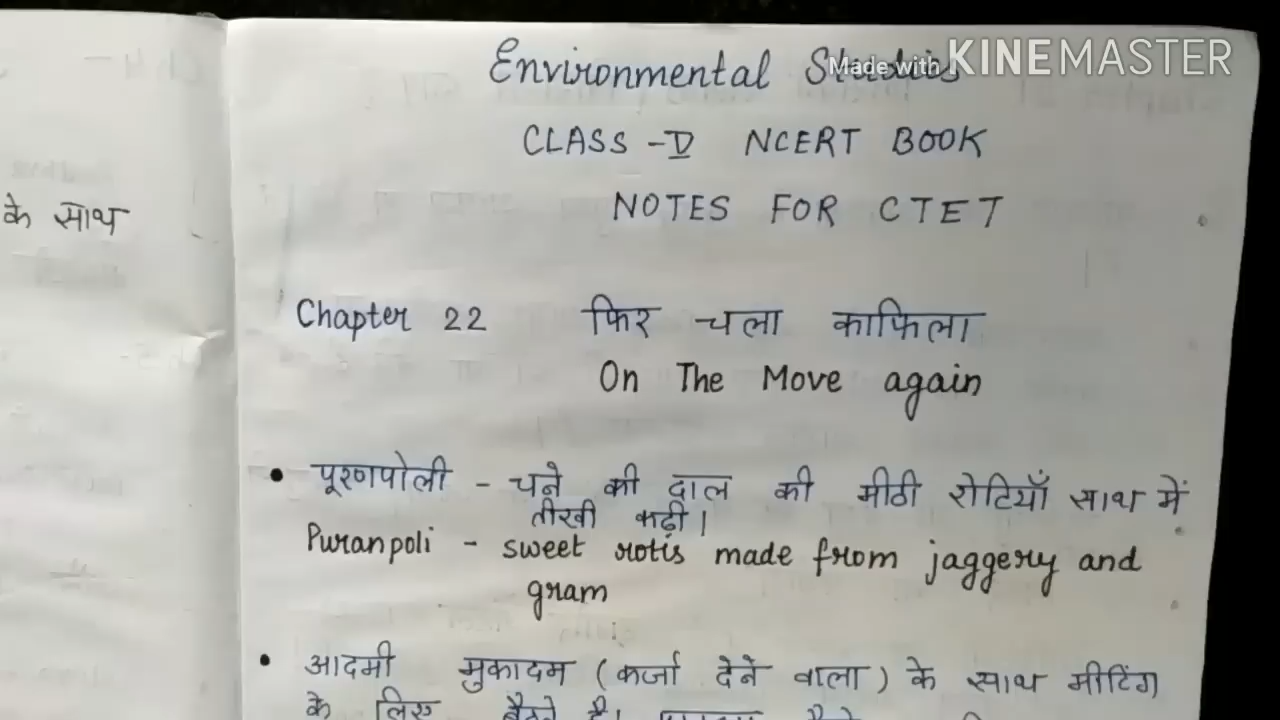 Environmental Studies
Made with KINEMASTER
CLASS -V NCERT BOOK
NOTES FOR CTET
के साथ
Chapter 22 फिर चला काफिला
On The Move again
• पूरणपोली - चने की दाल की मीठी रोटियाँ साथ में
तीखी कढ़ी।
Puranpoli - sweet rotis made from jaggery and
gram
• आदमी मुकादम (कर्जा देने वाला) के साथ मीटिंग
के लिए बैठते हैं।